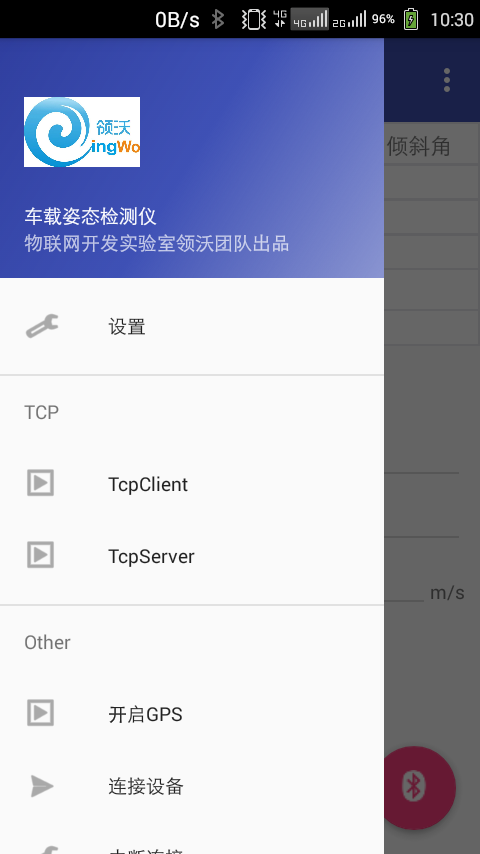 0B/s 4G 4G 2G 96% 10:30
领沃
ingWo
倾斜角
车载姿态检测仪
物联网开发实验室领沃团队出品
设置
TCP
TcpClient
TcpServer
m/s
Other
开启GPS
连接设备